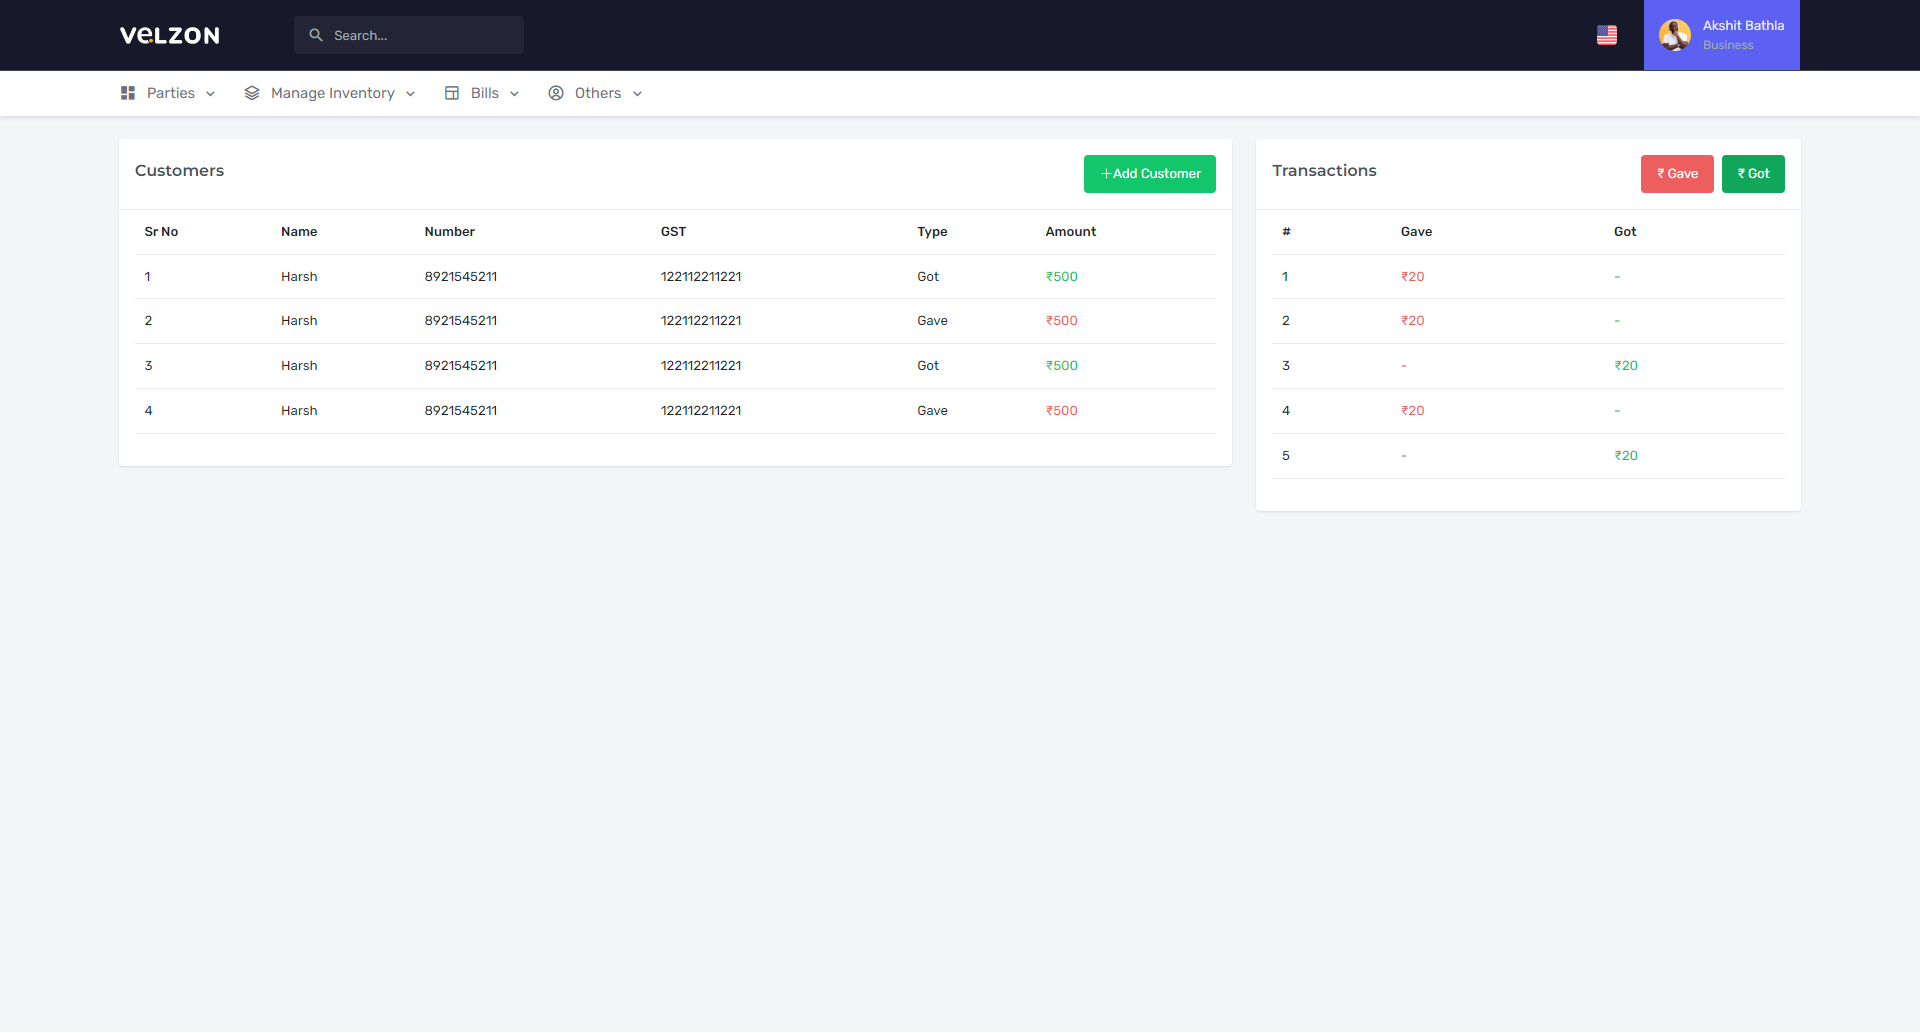 VELZON
Search...
Akshit Bathla
Business
Parties
Manage Inventory
Bills
Others
Customers
+Add Customer
Sr No Name Number GST Type Amount
1 Harsh 8921545211 122112211221 Got ₹500
2 Harsh 8921545211 122112211221 Gave ₹500
3 Harsh 8921545211 122112211221 Got ₹500
4 Harsh 8921545211 122112211221 Gave ₹500
Transactions
₹ Gave
₹ Got
# Gave Got
1 ₹20 -
2 ₹20 -
3 - ₹20
4 ₹20 -
5 - ₹20